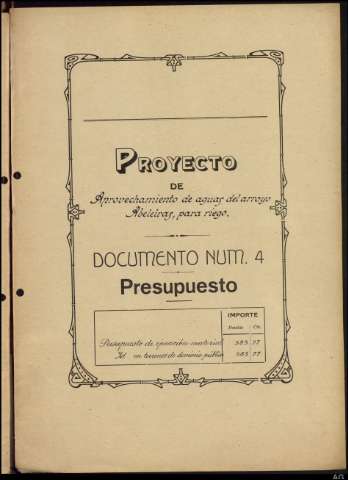 PROYECTO
DE
Aprovechamiento de aguas del arroyo
Abeleiras, para riego.
DOCUMENTO NUM. 4
Presupuesto
IMPORTE
Pesetas Cts.
Presupuesto de ejecución material 585 77
Id. en terrenos de dominio público 585 77